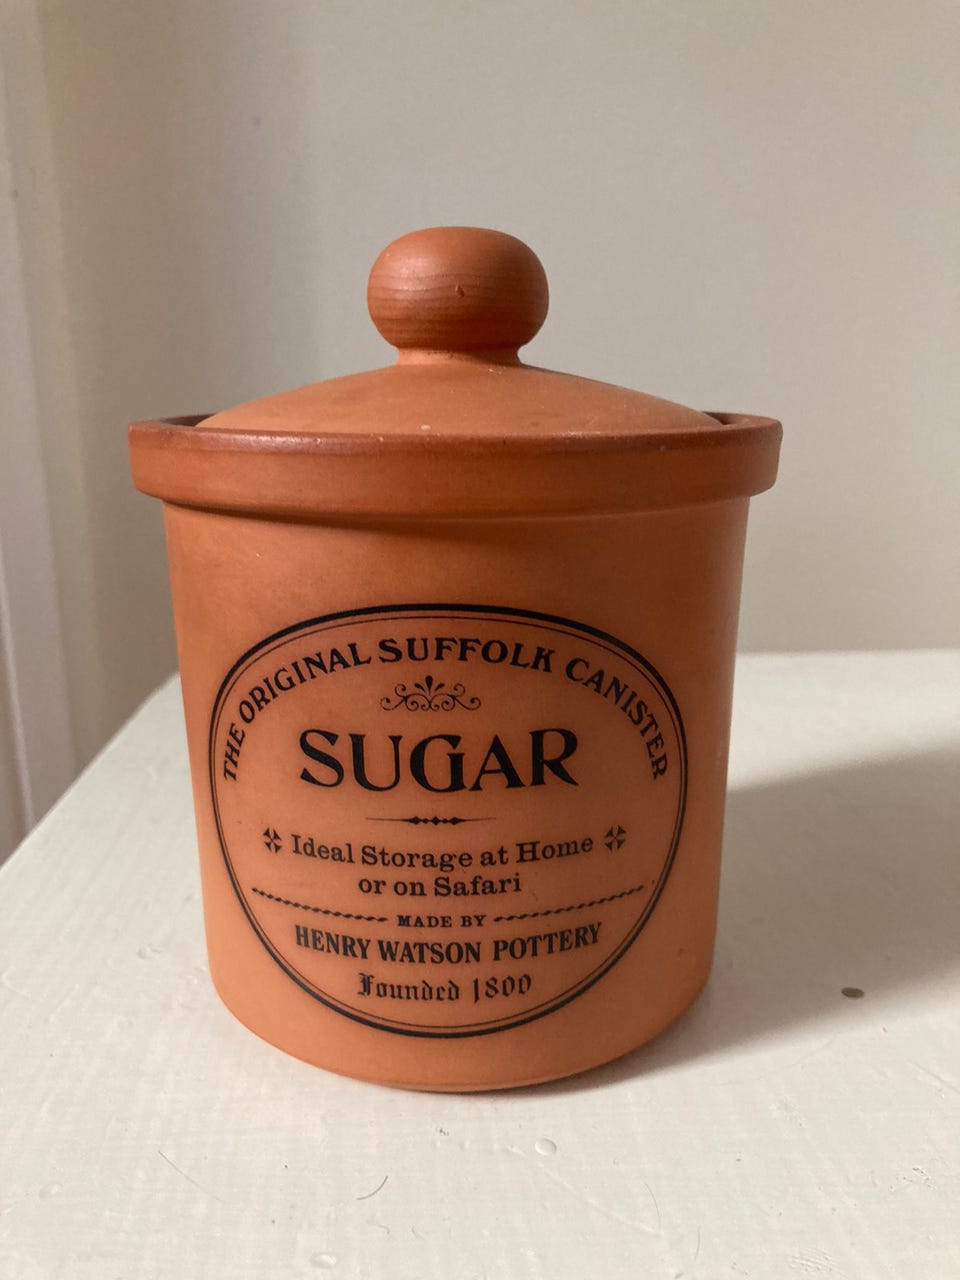 THE ORIGINAL SUFFOLK CANISTER
SUGAR
Ideal Storage at Home
or on Safari
MADE BY
HENRY WATSON POTTERY
Founded 1800